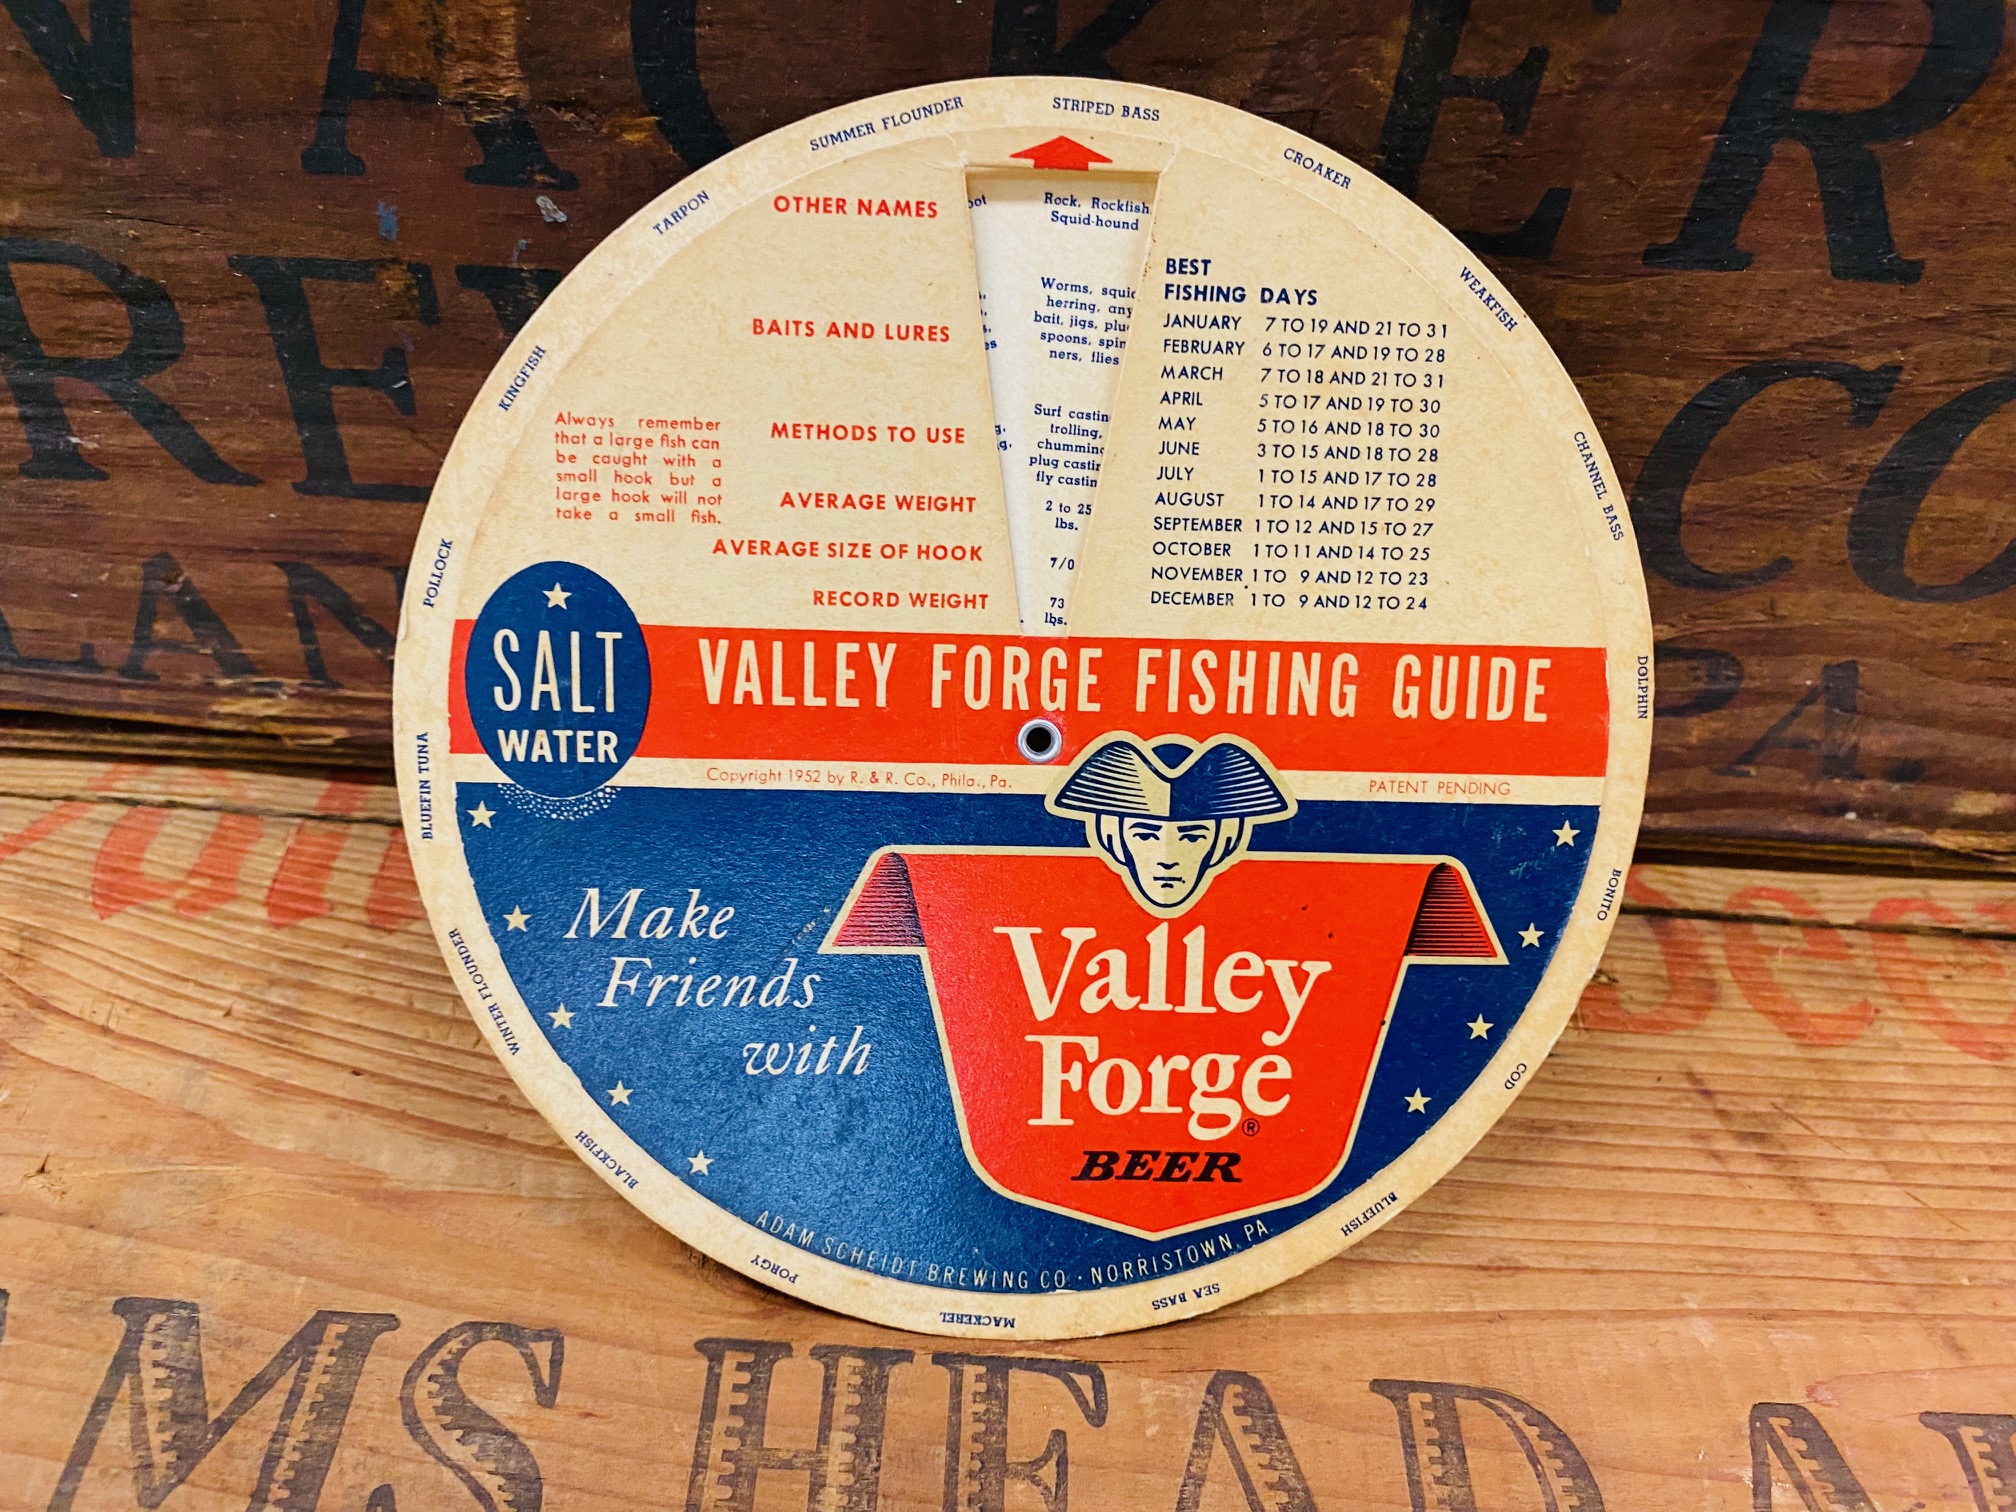 SUMMER FLOUNDER
STRIPED BASS
CROAKER
WEAKFISH
CHANNEL BASS
DOLPHIN
BONITO
COD
BLUEFISH
SEA BASS
MACKEREL
PORGY
BLACKFISH
WINTER FLOUNDER
BLUEFIN TUNA
POLLOCK
KINGFISH
TARPON
OTHER NAMES
Rock, Rockfish
Squid-hound
BAITS AND LURES
Worms,
herring,
bait, jigs,
spoons,
ners, flies
METHODS TO USE
Surf
trolling,
plug
fly
AVERAGE WEIGHT
2 to 25
lbs.
AVERAGE SIZE OF HOOK
7/0
RECORD WEIGHT
73
lbs.
Always remember
that a large fish can
be caught with a
small hook but a
large hook will not
take a small fish.
BEST
FISHING DAYS
JANUARY 7 TO 19 AND 21 TO 31
FEBRUARY 6 TO 17 AND 19 TO 28
MARCH 7 TO 18 AND 21 TO 31
APRIL 5 TO 17 AND 19 TO 30
MAY 5 TO 16 AND 18 TO 30
JUNE 3 TO 15 AND 18 TO 28
JULY 1 TO 15 AND 17 TO 28
AUGUST 1 TO 14 AND 17 TO 29
SEPTEMBER 1 TO 12 AND 15 TO 27
OCTOBER 1 TO 11 AND 14 TO 25
NOVEMBER 1 TO 9 AND 12 TO 23
DECEMBER 1 TO 9 AND 12 TO 24
SALT
WATER
VALLEY FORGE FISHING GUIDE
Copyright 1952 by R. & R. Co., Phila., Pa.
PATENT PENDING
Make
Friends
with
Valley
Forge®
BEER
ADAM SCHEIDT BREWING CO · NORRISTOWN, PA.
CO
PA.
MS HEAD